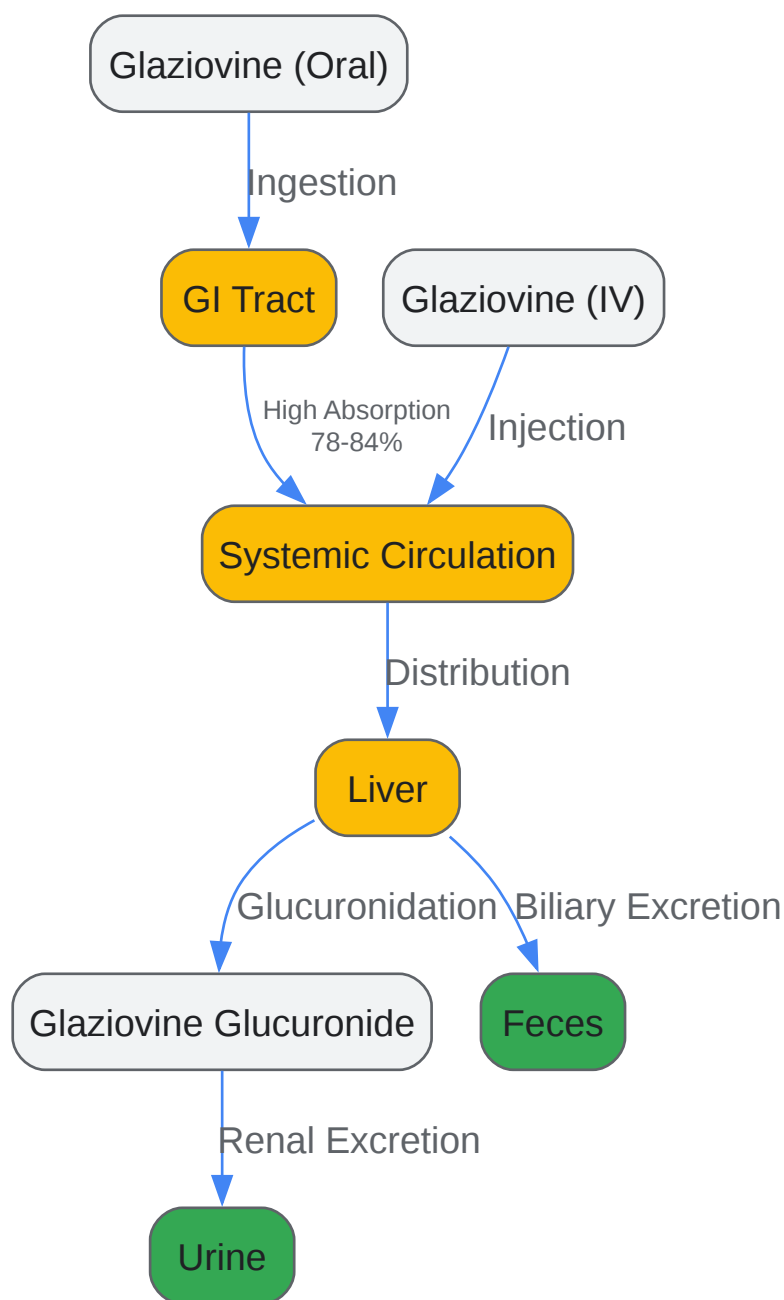 Glaziovine (Oral)
Ingestion
GI Tract
Glaziovine (IV)
High Absorption
78-84%
Injection
Systemic Circulation
Distribution
Liver
Glucuronidation
Biliary Excretion
Glaziovine Glucuronide
Feces
Renal Excretion
Urine